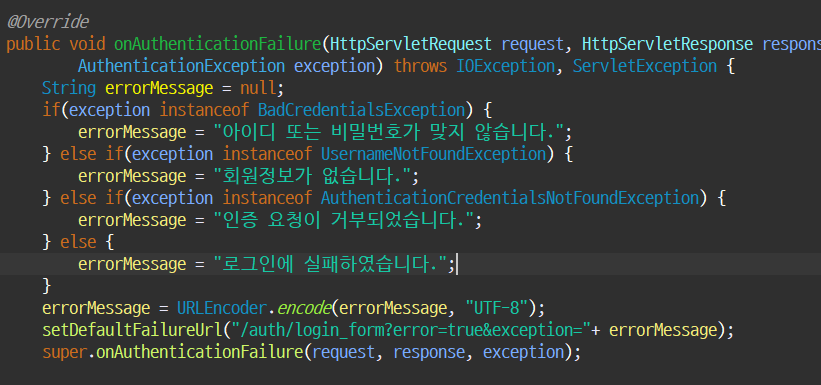 @Override
public void onAuthenticationFailure(HttpServletRequest request, HttpServletResponse respons
        AuthenticationException exception) throws IOException, ServletException {
    String errorMessage = null;
    if(exception instanceof BadCredentialsException) {
        errorMessage = "아이디 또는 비밀번호가 맞지 않습니다.";
    } else if(exception instanceof UsernameNotFoundException) {
        errorMessage = "회원정보가 없습니다.";
    } else if(exception instanceof AuthenticationCredentialsNotFoundException) {
        errorMessage = "인증 요청이 거부되었습니다.";
    } else {
        errorMessage = "로그인에 실패하였습니다.";
    }
    errorMessage = URLEncoder.encode(errorMessage, "UTF-8");
    setDefaultFailureUrl("/auth/login_form?error=true&exception="+ errorMessage);
    super.onAuthenticationFailure(request, response, exception);